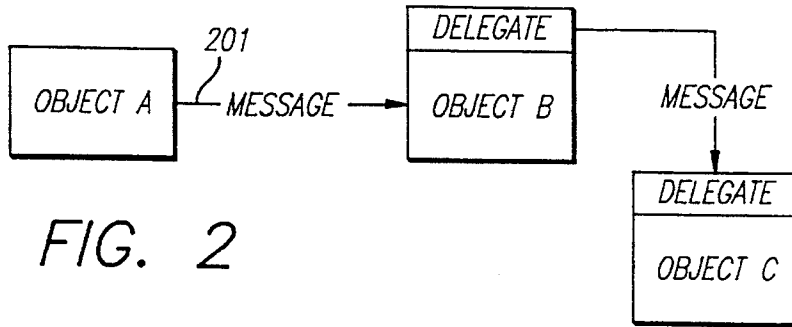 201
OBJECT A
MESSAGE
DELEGATE
OBJECT B
MESSAGE
DELEGATE
OBJECT C
FIG. 2